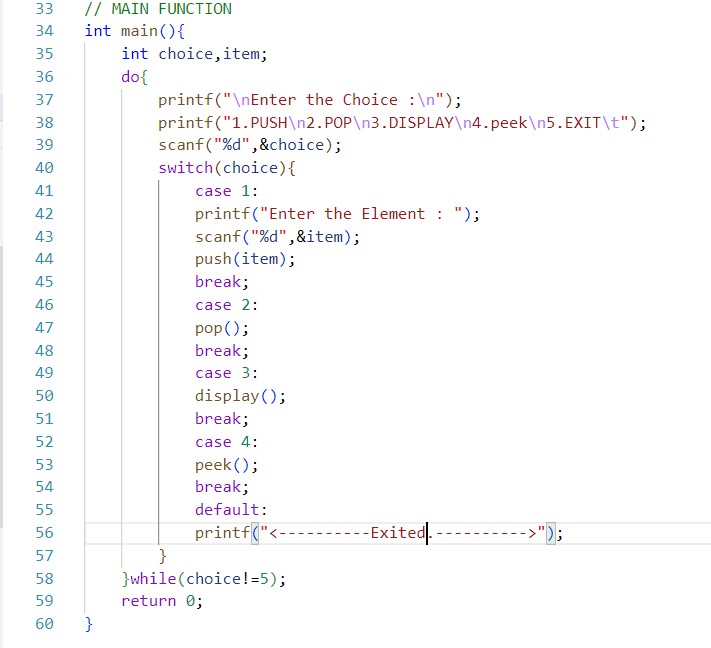 33 // MAIN FUNCTION
34 int main(){
35 int choice,item;
36 do{
37 printf("\nEnter the Choice :\n");
38 printf("1.PUSH\n2.POP\n3.DISPLAY\n4.peek\n5.EXIT\t");
39 scanf("%d",&choice);
40 switch(choice){
41 case 1:
42 printf("Enter the Element : ");
43 scanf("%d",&item);
44 push(item);
45 break;
46 case 2:
47 pop();
48 break;
49 case 3:
50 display();
51 break;
52 case 4:
53 peek();
54 break;
55 default:
56 printf("<----------Exited.---------->");
57 }
58 }while(choice!=5);
59 return 0;
60 }